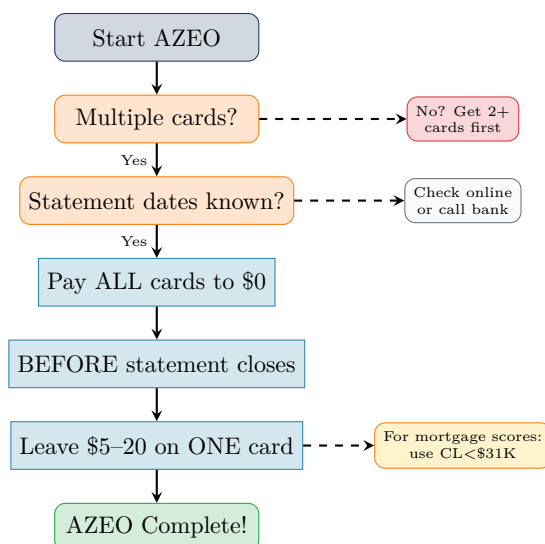 Start AZEO
Multiple cards?
No? Get 2+
cards first
Yes
Statement dates known?
Check online
or call bank
Yes
Pay ALL cards to $0
BEFORE statement closes
Leave $5–20 on ONE card
For mortgage scores:
use CL<$31K
AZEO Complete!